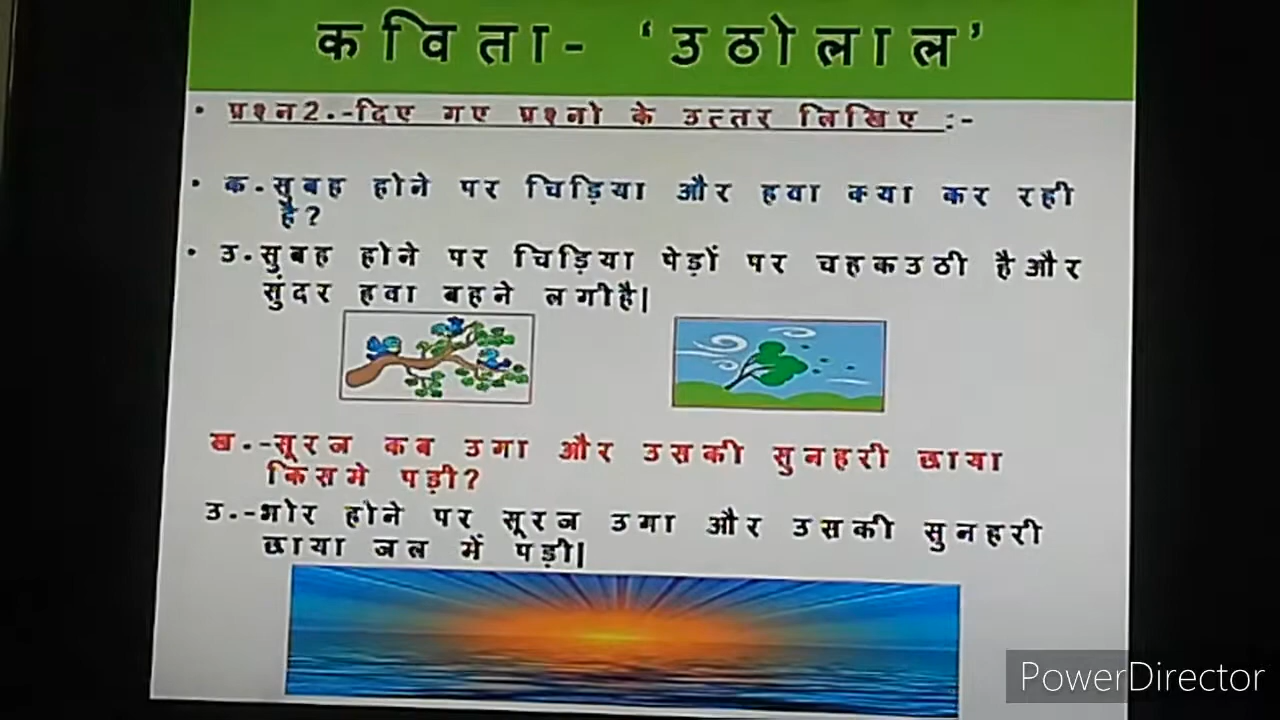 कविता- 'उठोलाल'
• प्रश्न2.-दिए गए प्रश्नो के उत्तर लिखिए :-
• क.सुबह होने पर चिड़िया और हवा क्या कर रही
है?
• उ.सुबह होने पर चिड़िया पेड़ों पर चहकउठी हैऔर
सुंदर हवा बहने लगीहै|
ख.-सूरज कब उगा और उसकी सुनहरी छाया
किसमे पड़ी?
उ.-भोर होने पर सूरज उगा और उसकी सुनहरी
छाया जल में पड़ी|
PowerDirector